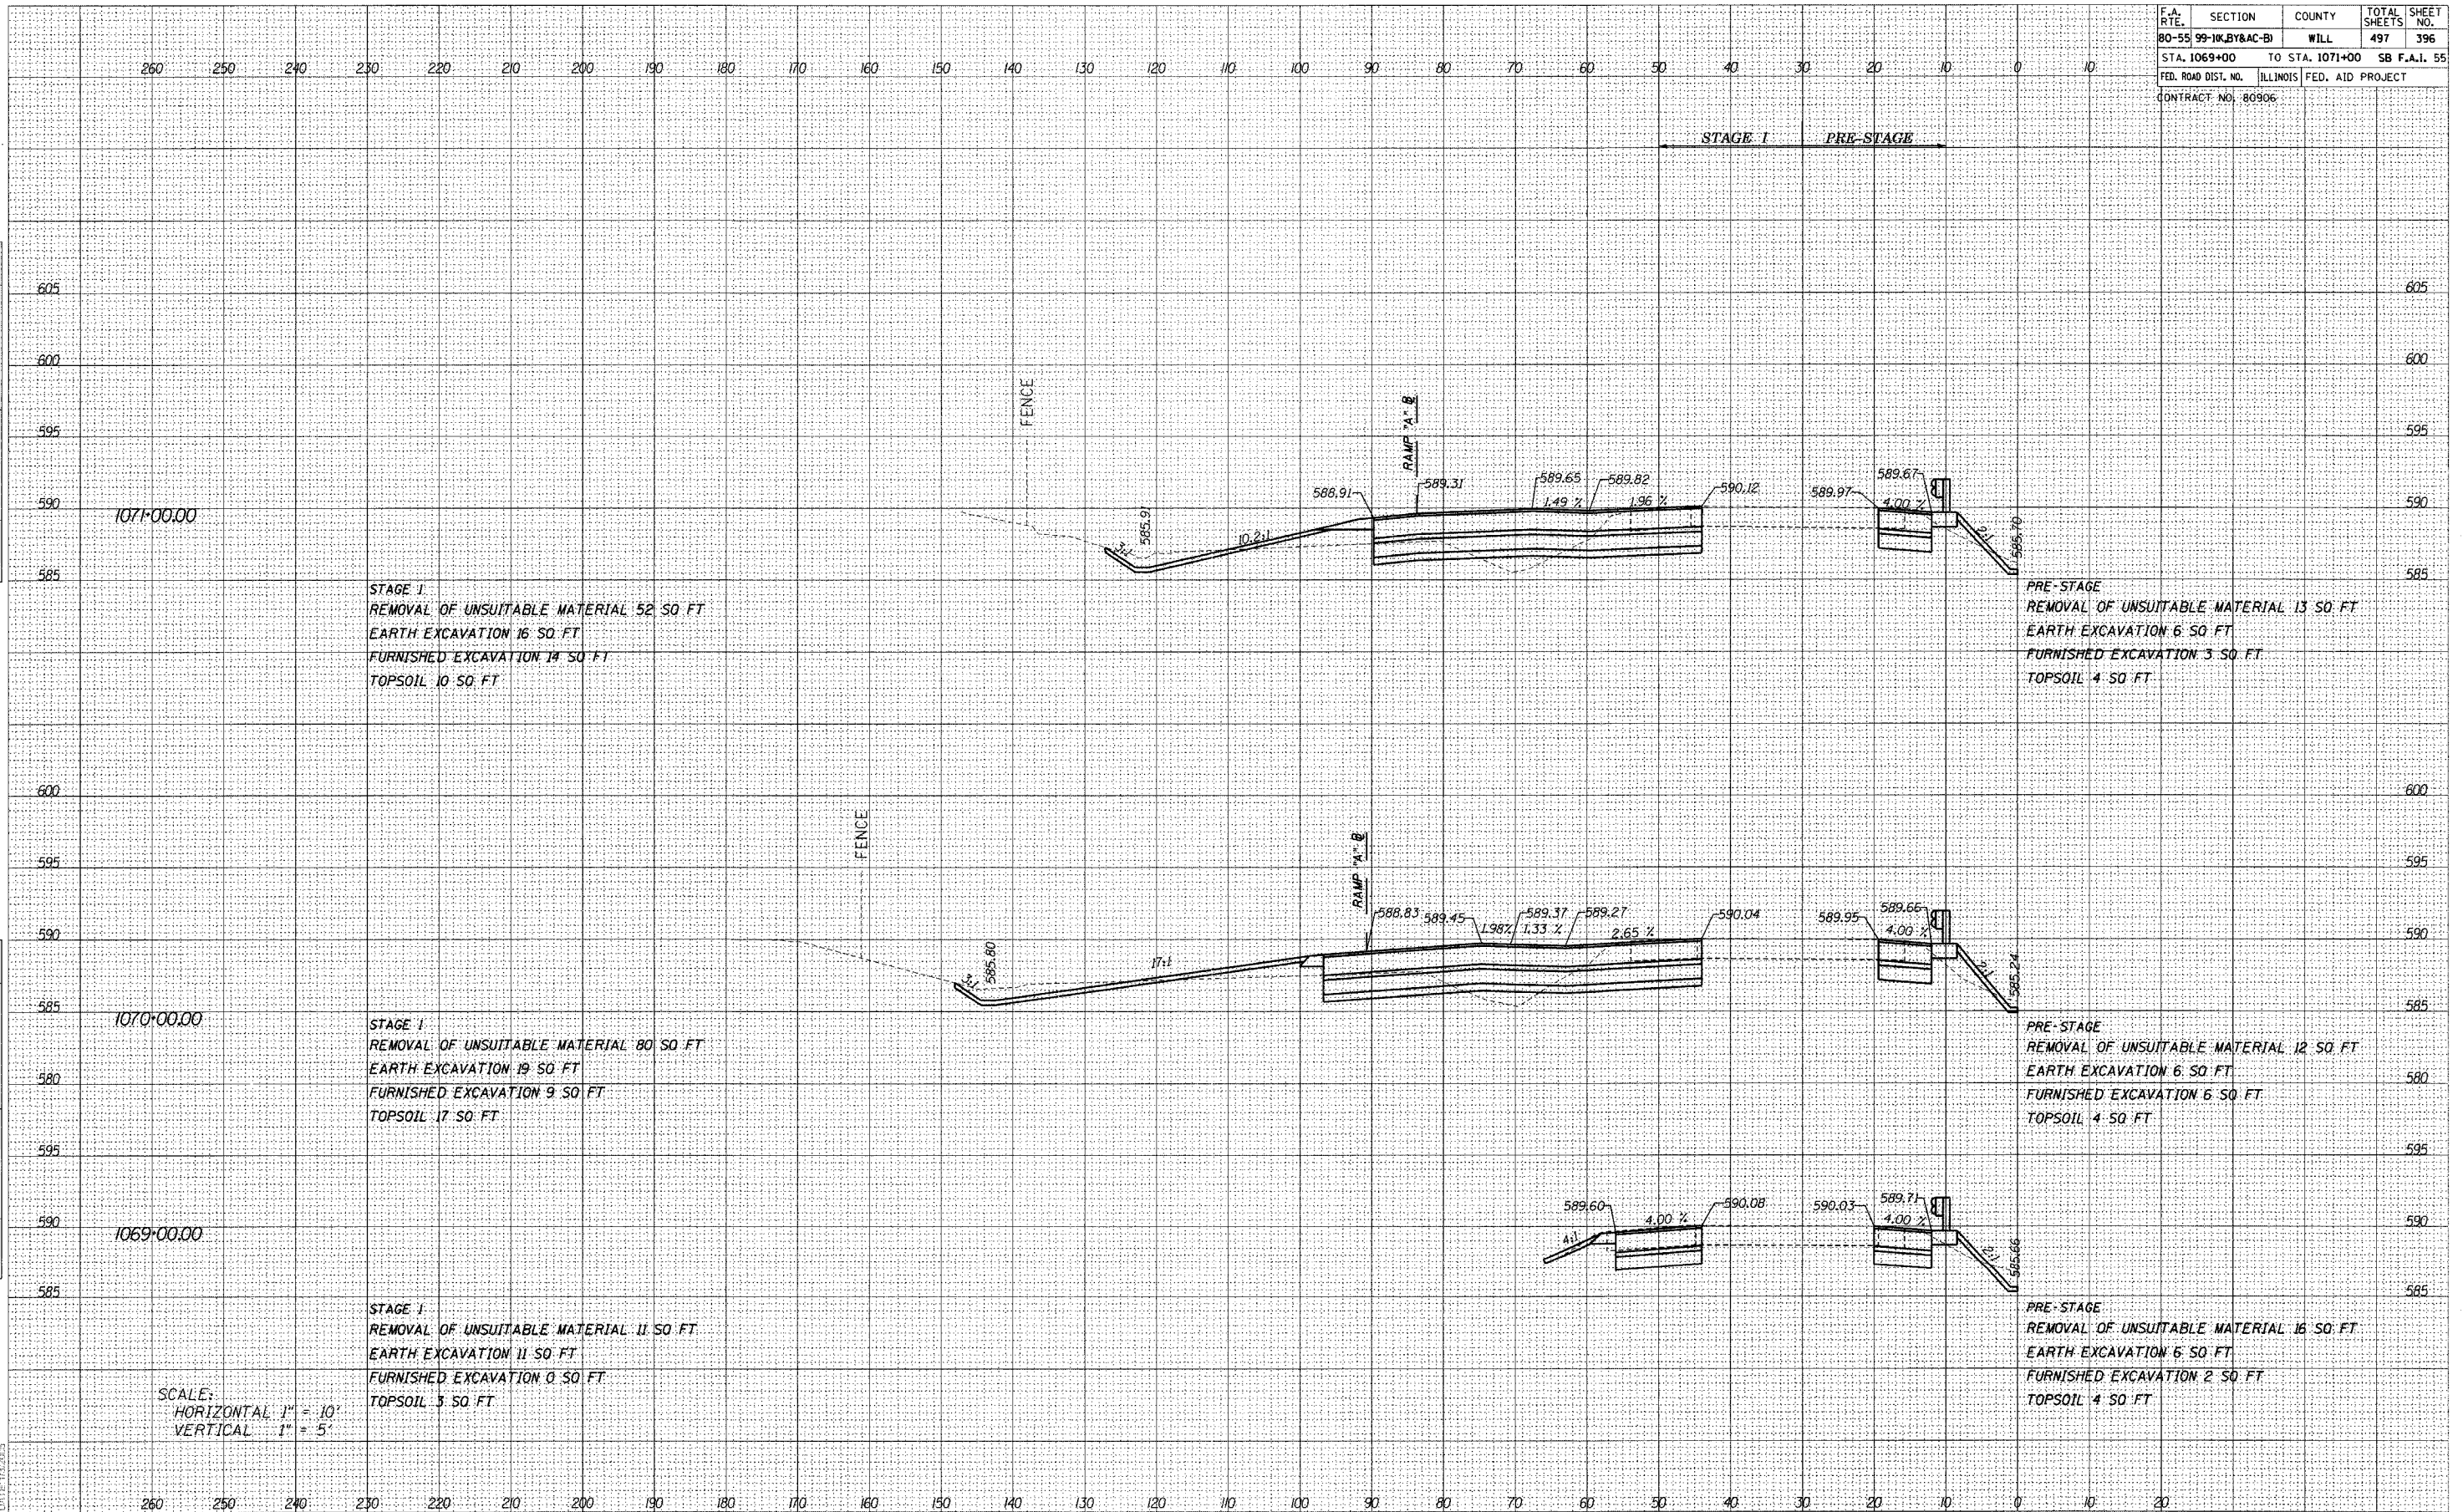 F.A. RTE. SECTION COUNTY TOTAL SHEETS SHEET NO.
80-55 99-1(K,BY&AC-B) WILL 497 396
STA. 1069+00 TO STA. 1071+00 SB F.A.I. 55
FED. ROAD DIST. NO. ILLINOIS FED. AID PROJECT
CONTRACT NO. 80906
260 250 240 230 220 210 200 190 180 170 160 150 140 130 120 110 100 90 80 70 60 50 40 30 20 10 0 10
STAGE I PRE-STAGE
605 605
600 600
FENCE
RAMP "A" ℄
595 595
588.91 589.31 589.65 589.82 590.12 589.97 589.67
1.49 % 1.96 % 4.00 %
590 590
1071+00.00
3:1 585.91 10.2:1 2:1 585.70
585 585
STAGE I
REMOVAL OF UNSUITABLE MATERIAL 52 SQ FT
EARTH EXCAVATION 16 SQ FT
FURNISHED EXCAVATION 14 SQ FT
TOPSOIL 10 SQ FT
PRE-STAGE
REMOVAL OF UNSUITABLE MATERIAL 13 SQ FT
EARTH EXCAVATION 6 SQ FT
FURNISHED EXCAVATION 3 SQ FT
TOPSOIL 4 SQ FT
600 600
FENCE
RAMP "A" ℄
595 595
588.83 589.45 589.37 589.27 590.04 589.95 589.66
1.98% 1.33 % 2.65 % 4.00 %
590 590
3:1 585.80 17:1 2:1 585.24
585 585
1070+00.00
STAGE I
REMOVAL OF UNSUITABLE MATERIAL 80 SQ FT
EARTH EXCAVATION 19 SQ FT
FURNISHED EXCAVATION 9 SQ FT
TOPSOIL 17 SQ FT
PRE-STAGE
REMOVAL OF UNSUITABLE MATERIAL 12 SQ FT
EARTH EXCAVATION 6 SQ FT
FURNISHED EXCAVATION 6 SQ FT
TOPSOIL 4 SQ FT
580 580
595 595
589.60 590.08 590.03 589.71
4.00 % 4.00 %
590 590
1069+00.00
4:1 2:1 585.66
585 585
STAGE I
REMOVAL OF UNSUITABLE MATERIAL 11 SQ FT
EARTH EXCAVATION 11 SQ FT
FURNISHED EXCAVATION 0 SQ FT
TOPSOIL 3 SQ FT
PRE-STAGE
REMOVAL OF UNSUITABLE MATERIAL 16 SQ FT
EARTH EXCAVATION 6 SQ FT
FURNISHED EXCAVATION 2 SQ FT
TOPSOIL 4 SQ FT
SCALE:
HORIZONTAL 1" = 10'
VERTICAL 1" = 5'
260 250 240 230 220 210 200 190 180 170 160 150 140 130 120 110 100 90 80 70 60 50 40 30 20 10 0 10 20